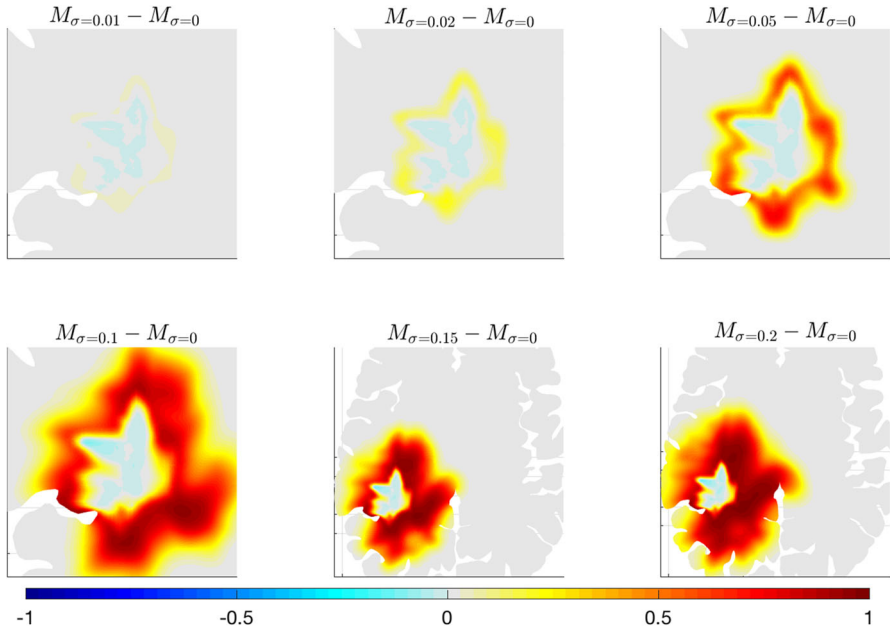 $M_{\sigma=0.01} - M_{\sigma=0}$
$M_{\sigma=0.02} - M_{\sigma=0}$
$M_{\sigma=0.05} - M_{\sigma=0}$
$M_{\sigma=0.1} - M_{\sigma=0}$
$M_{\sigma=0.15} - M_{\sigma=0}$
$M_{\sigma=0.2} - M_{\sigma=0}$
-1 -0.5 0 0.5 1